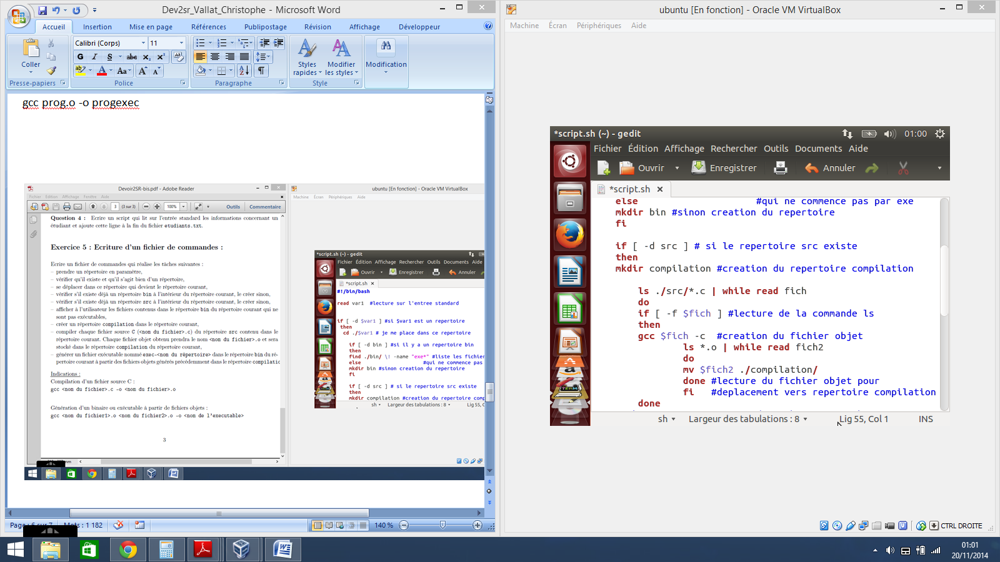 Dev2sr_Vallat_Christophe - Microsoft Word
Accueil Insertion Mise en page Références Publipostage Révision Affichage Développeur
Calibri (Corps) 11
Coller
G I S abc x₂ x²
ab A Aa A A
Styles rapides
Modifier les styles
Modification
Presse-papiers Police Paragraphe Style
gcc prog.o -o progexec
Devoir2SR-bis.pdf - Adobe Reader
Fichier Edition Affichage Fenêtre Aide
3 (3 sur 3) 100% Outils Commentaire
Question 4 : Ecrire un script qui lit sur l'entrée standard les informations concernant un
étudiant et ajoute cette ligne à la fin du fichier etudiants.txt.
Exercice 5 : Ecriture d'un fichier de commandes :
Ecrire un fichier de commandes qui réalise les tâches suivantes :
– prendre un répertoire en paramètre,
– vérifier qu'il existe et qu'il s'agit bien d'un répertoire,
– se déplacer dans ce répertoire qui devient le répertoire courant,
– vérifier s'il existe déjà un répertoire bin à l'intérieur du répertoire courant, le créer sinon,
– vérifier s'il existe déjà un répertoire src à l'intérieur du répertoire courant, le créer sinon,
– afficher à l'utilisateur les fichiers contenus dans le répertoire bin du répertoire courant qui ne
sont pas exécutables,
– créer un répertoire compilation dans le répertoire courant,
– compiler chaque fichier source C (<nom du fichier>.c) du répertoire src contenu dans le
répertoire courant. Chaque fichier objet obtenu prendra le nom <nom du fichier>.o et sera
stocké dans le répertoire compilation du répertoire courant,
– générer un fichier exécutable nommé exec-<nom du répertoire> dans le répertoire bin du ré-
pertoire courant à partir des fichiers objets générés précédemment dans le répertoire compilatic
Indications :
Compilation d'un fichier source C :
gcc <nom du fichier>.c -o <nom du fichier>.o
Génération d'un binaire ou exécutable à partir de fichiers objets :
gcc <nom du fichier1>.o <nom du fichier2>.o -o <nom de l'executable>
3
ubuntu [En fonction] - Oracle VM VirtualBox
Machine Écran Périphériques Aide
*script.sh (~) - gedit
Fichier Édition Affichage Rechercher Outils Documents Aide
Ouvrir Enregistrer Annuler
*script.sh ×
#!/bin/bash
read var1 #lecture sur l'entree standard
if [ -d $var1 ] #si $var1 est un repertoire
then
cd ./$var1 # je me place dans ce repertoire
if [ -d bin ] #si il y a un repertoire bin
then
find ./bin/ \! -name "exe*" #liste les fichier
else #qui ne commence pas
mkdir bin #sinon creation du repertoire
fi
if [ -d src ] # si le repertoire src existe
then
mkdir compilation #creation du repertoire comp
sh Largeur des tabulations : 8 Lig 55, C
Page : 6 sur 7 Mots : 1 182 140 %
ubuntu [En fonction] - Oracle VM VirtualBox
Machine Écran Périphériques Aide
*script.sh (~) - gedit 01:00
Fichier Édition Affichage Rechercher Outils Documents Aide
Ouvrir Enregistrer Annuler
*script.sh ×
else #qui ne commence pas par exe
mkdir bin #sinon creation du repertoire
fi
if [ -d src ] # si le repertoire src existe
then
mkdir compilation #creation du repertoire compilation
ls ./src/*.c | while read fich
do
if [ -f $fich ] #lecture de la commande ls
then
gcc $fich -c #creation du fichier objet
ls *.o | while read fich2
do
mv $fich2 ./compilation/
done #lecture du fichier objet pour
fi #deplacement vers repertoire compilation
done
sh Largeur des tabulations : 8 Lig 55, Col 1 INS
CTRL DROITE
01:01
20/11/2014